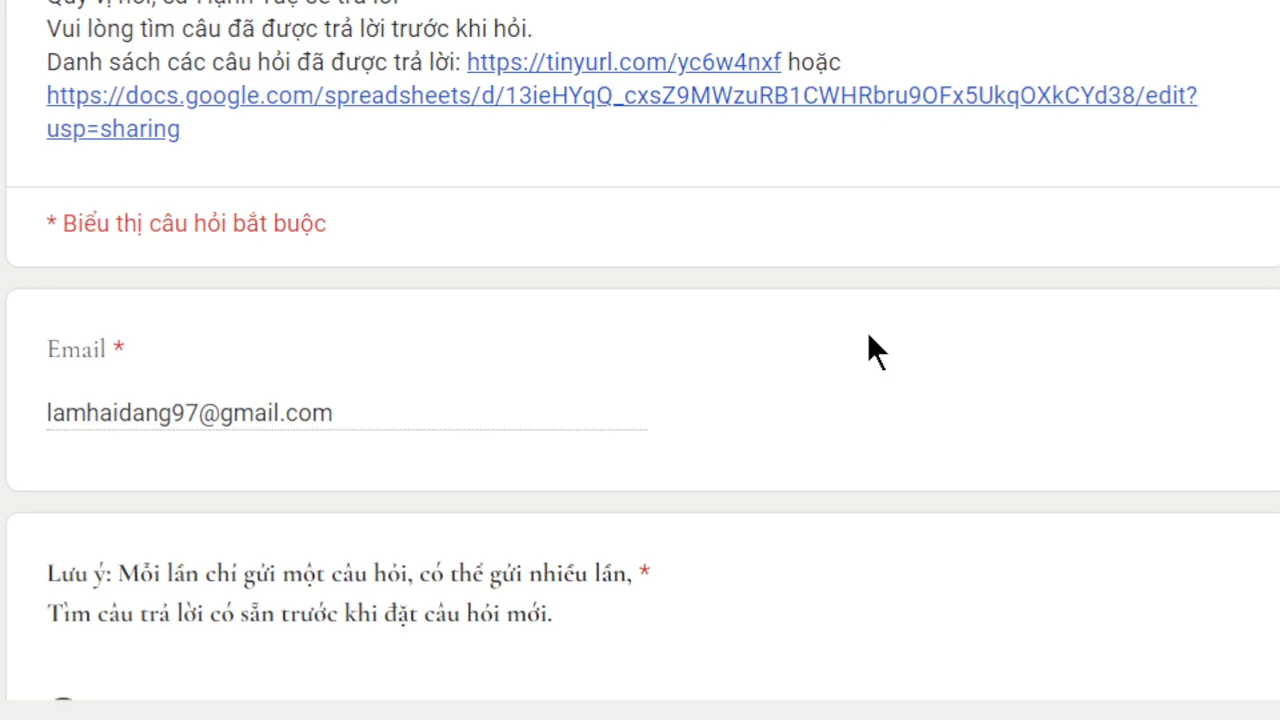 Vui lòng tìm câu đã được trả lời trước khi hỏi.
Danh sách các câu hỏi đã được trả lời: https://tinyurl.com/yc6w4nxf hoặc
https://docs.google.com/spreadsheets/d/13ieHYqQ_cxsZ9MWzuRB1CWHRbru9OFx5UkqOXkCYd38/edit?
usp=sharing
* Biểu thị câu hỏi bắt buộc
Email *
lamhaidang97@gmail.com
Lưu ý: Mỗi lần chỉ gửi một câu hỏi, có thể gửi nhiều lần, *
Tìm câu trả lời có sẵn trước khi đặt câu hỏi mới.